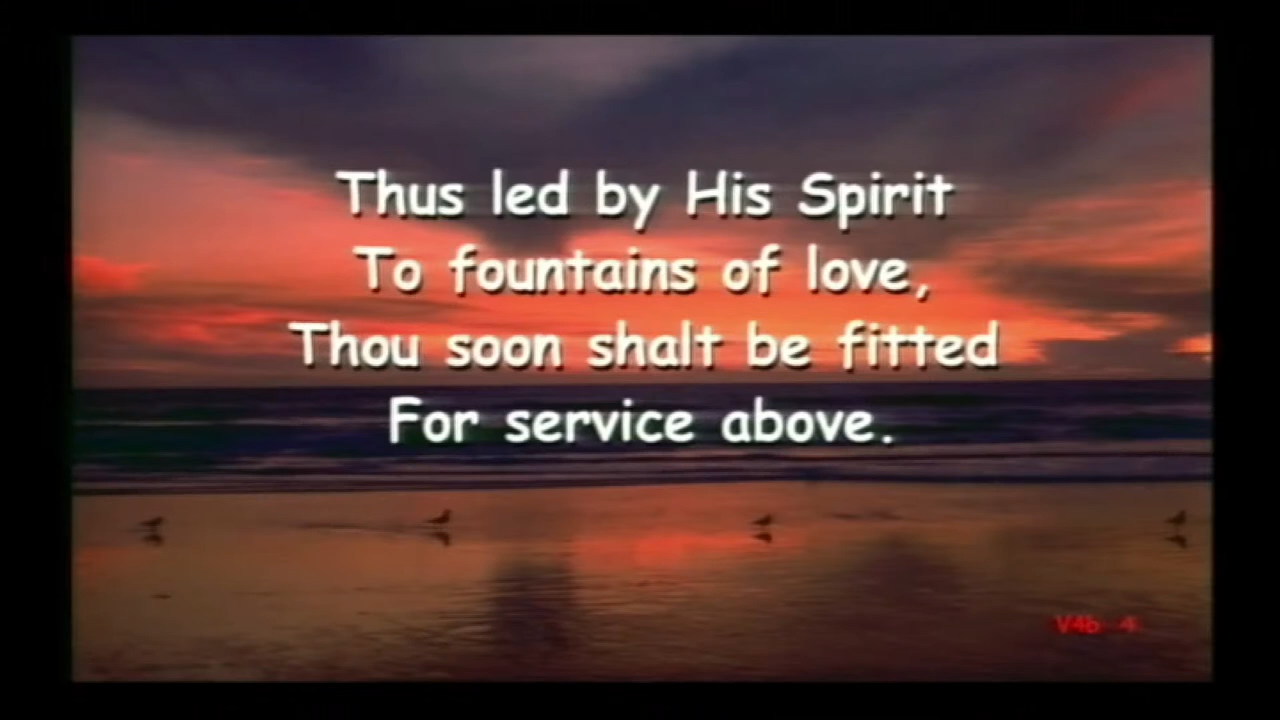 Thus led by His Spirit
To fountains of love,
Thou soon shalt be fitted
For service above.
V4b 4